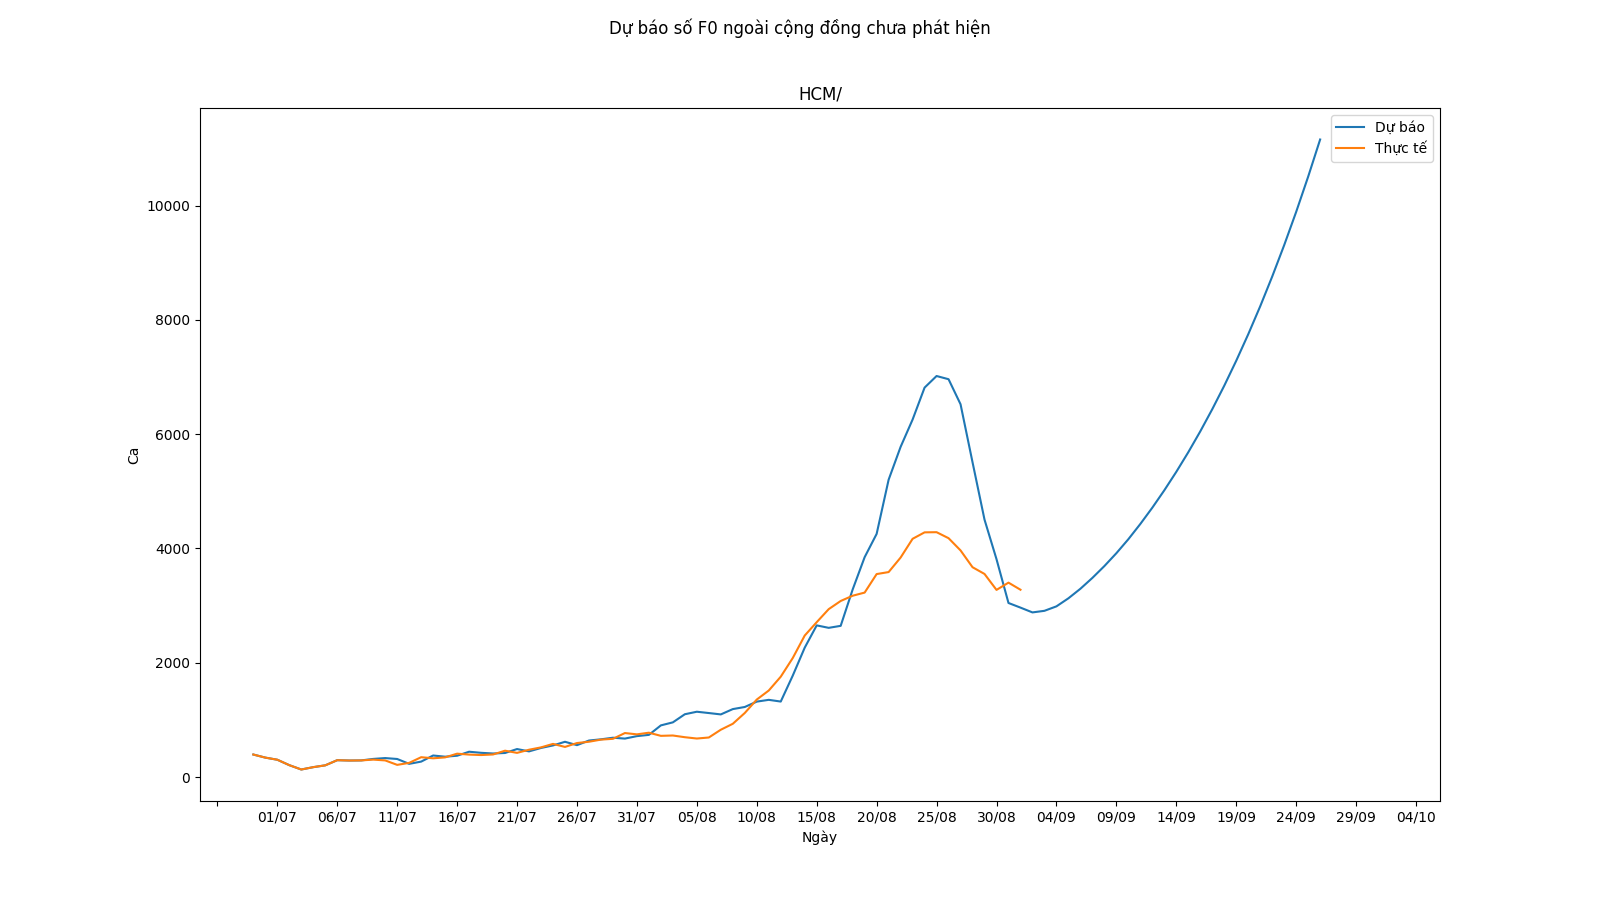 Dự báo số F0 ngoài cộng đồng chưa phát hiện
HCM/
Dự báo
Thực tế
10000
8000
6000
4000
2000
0
Ca
01/07 06/07 11/07 16/07 21/07 26/07 31/07 05/08 10/08 15/08 20/08 25/08 30/08 04/09 09/09 14/09 19/09 24/09 29/09 04/10
Ngày